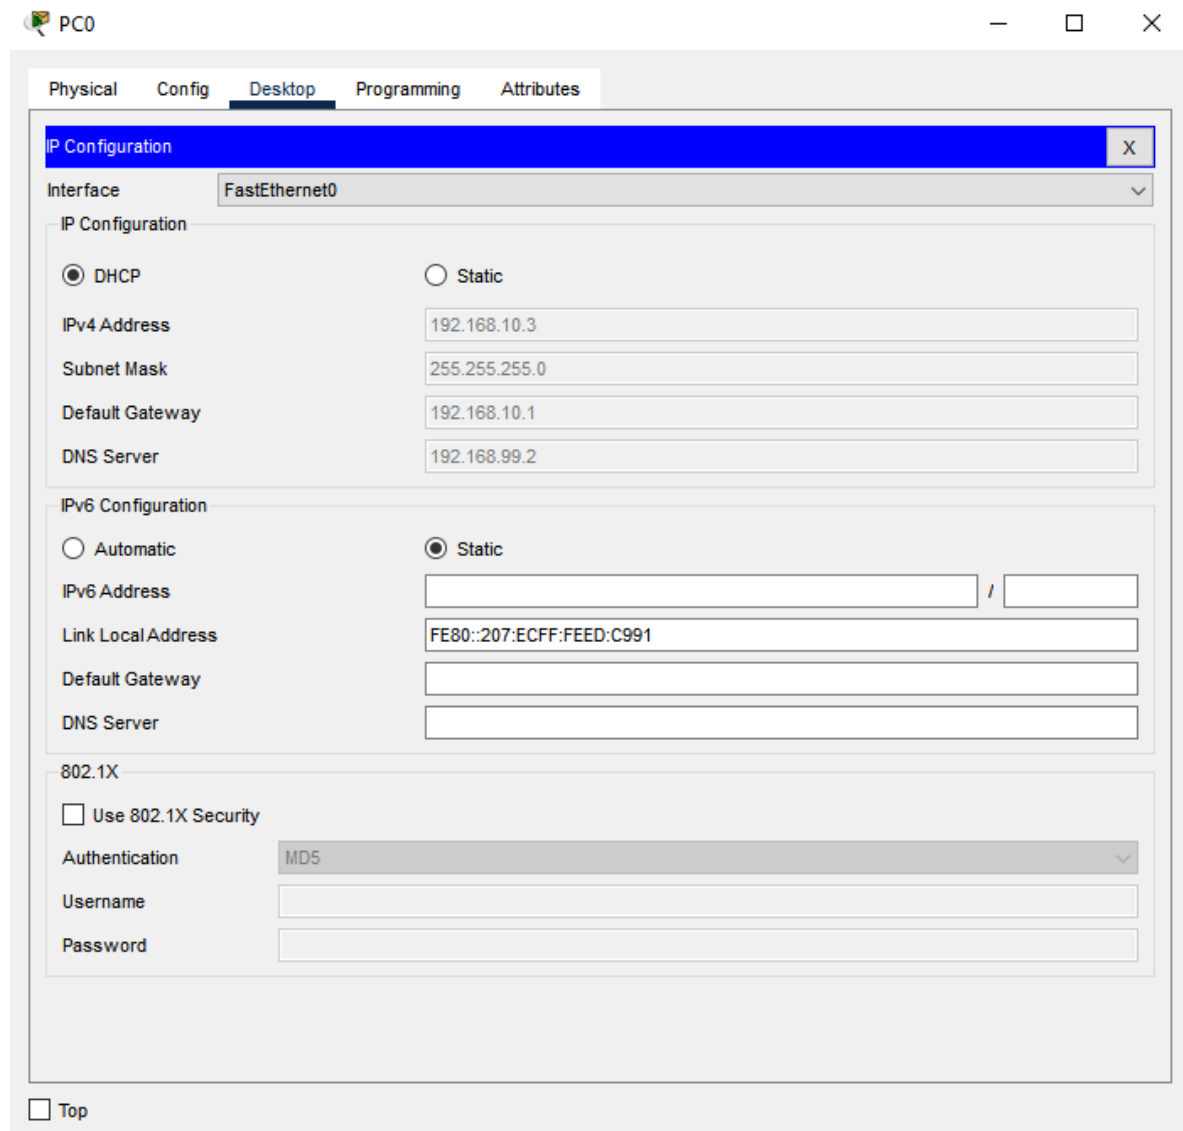 PC0
Physical Config Desktop Programming Attributes
IP Configuration X
Interface FastEthernet0
IP Configuration
DHCP Static
IPv4 Address 192.168.10.3
Subnet Mask 255.255.255.0
Default Gateway 192.168.10.1
DNS Server 192.168.99.2
IPv6 Configuration
Automatic Static
IPv6 Address /
Link Local Address FE80::207:ECFF:FEED:C991
Default Gateway
DNS Server
802.1X
Use 802.1X Security
Authentication MD5
Username
Password
Top